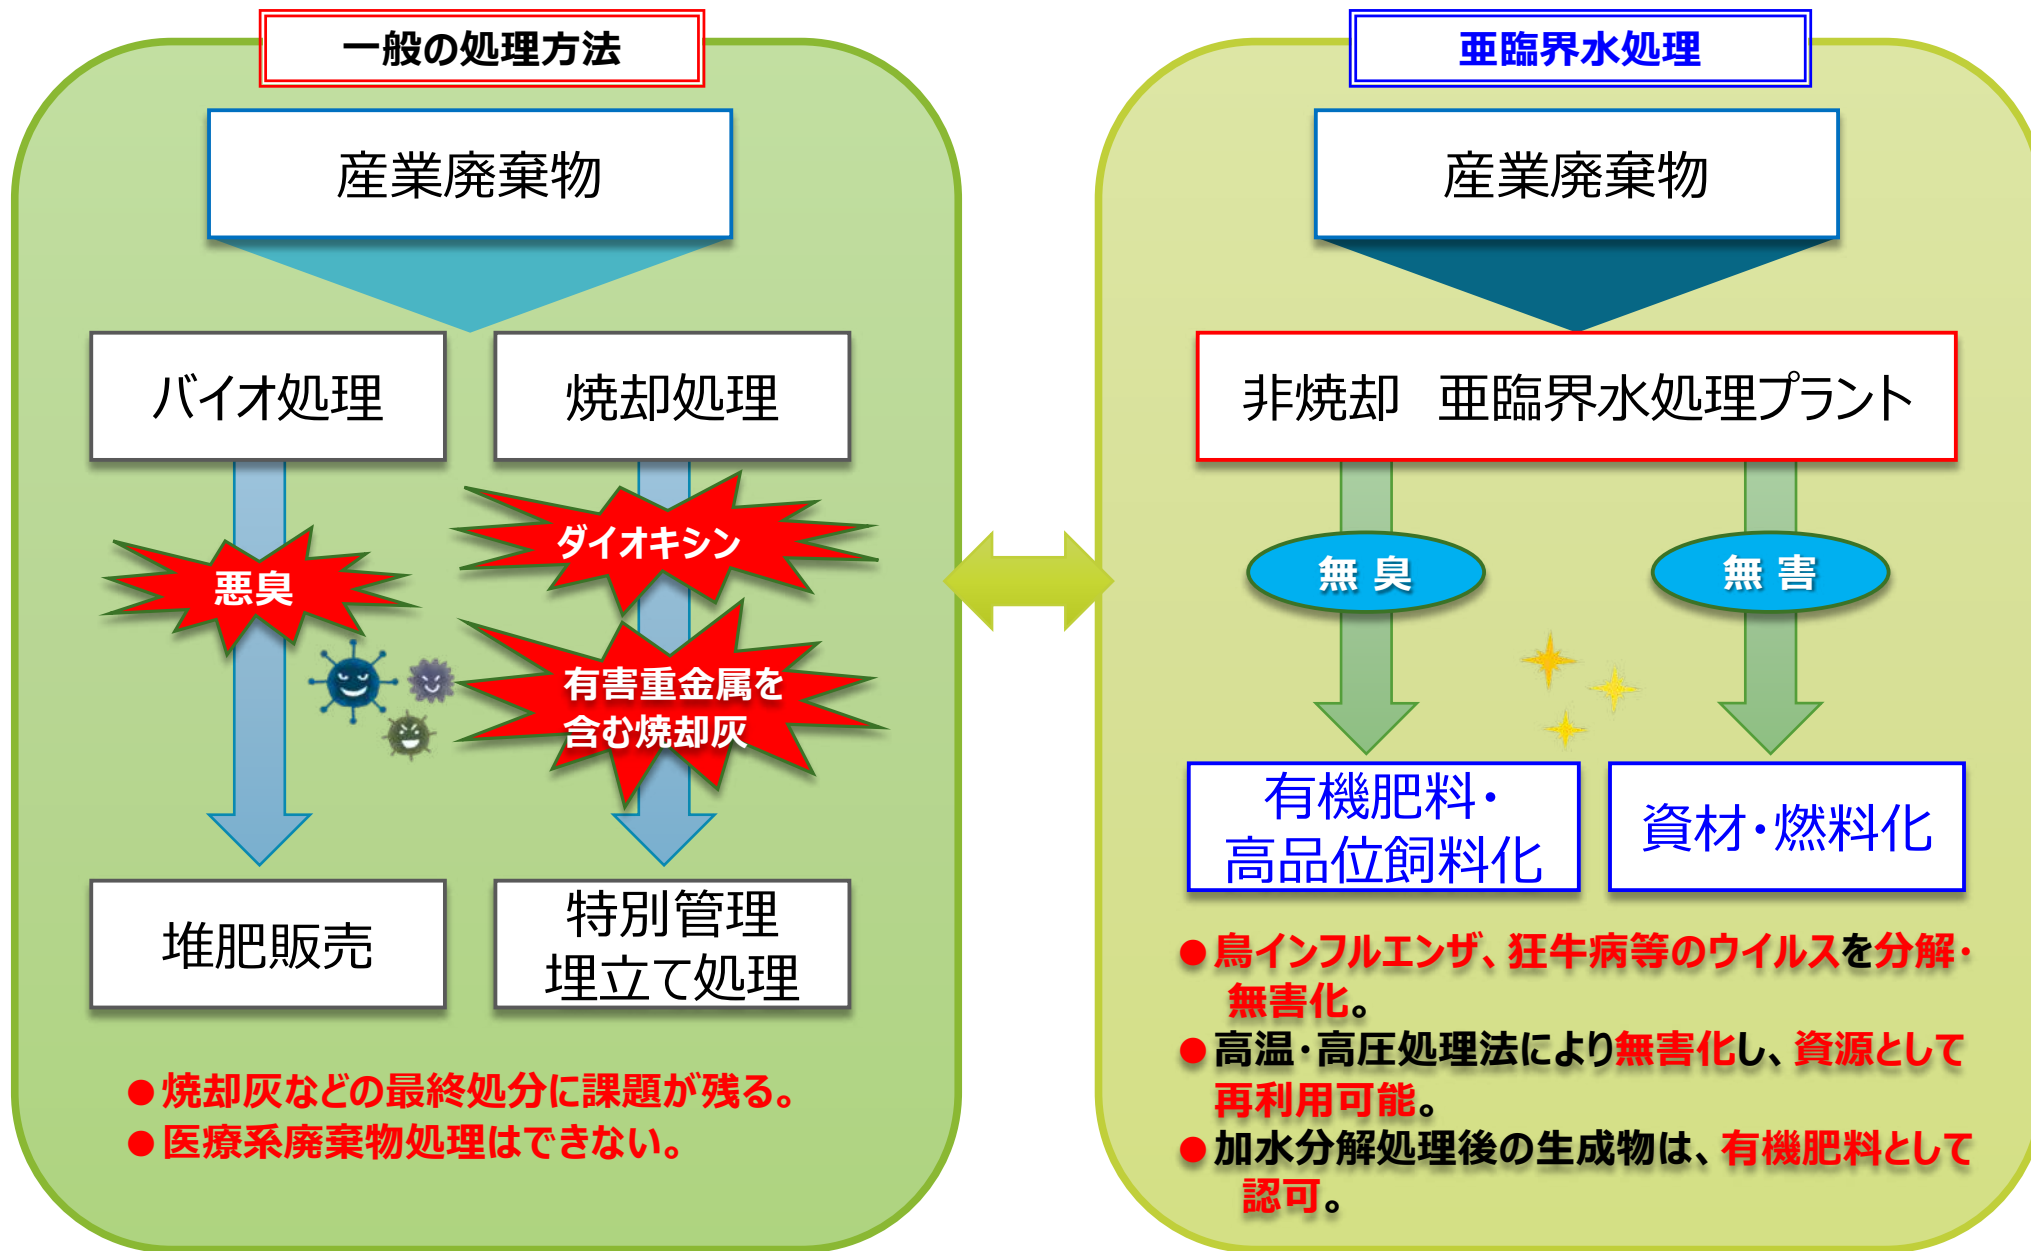 一般の処理方法
産業廃棄物
バイオ処理
焼却処理
悪臭
ダイオキシン
有害重金属を
含む焼却灰
堆肥販売
特別管理
埋立て処理
●焼却灰などの最終処分に課題が残る。
●医療系廃棄物処理はできない。
亜臨界水処理
産業廃棄物
非焼却　亜臨界水処理プラント
無 臭
無 害
有機肥料・
高品位飼料化
資材・燃料化
●鳥インフルエンザ、狂牛病等のウイルスを分解・
無害化。
●高温・高圧処理法により無害化し、資源として
再利用可能。
●加水分解処理後の生成物は、有機肥料として
認可。